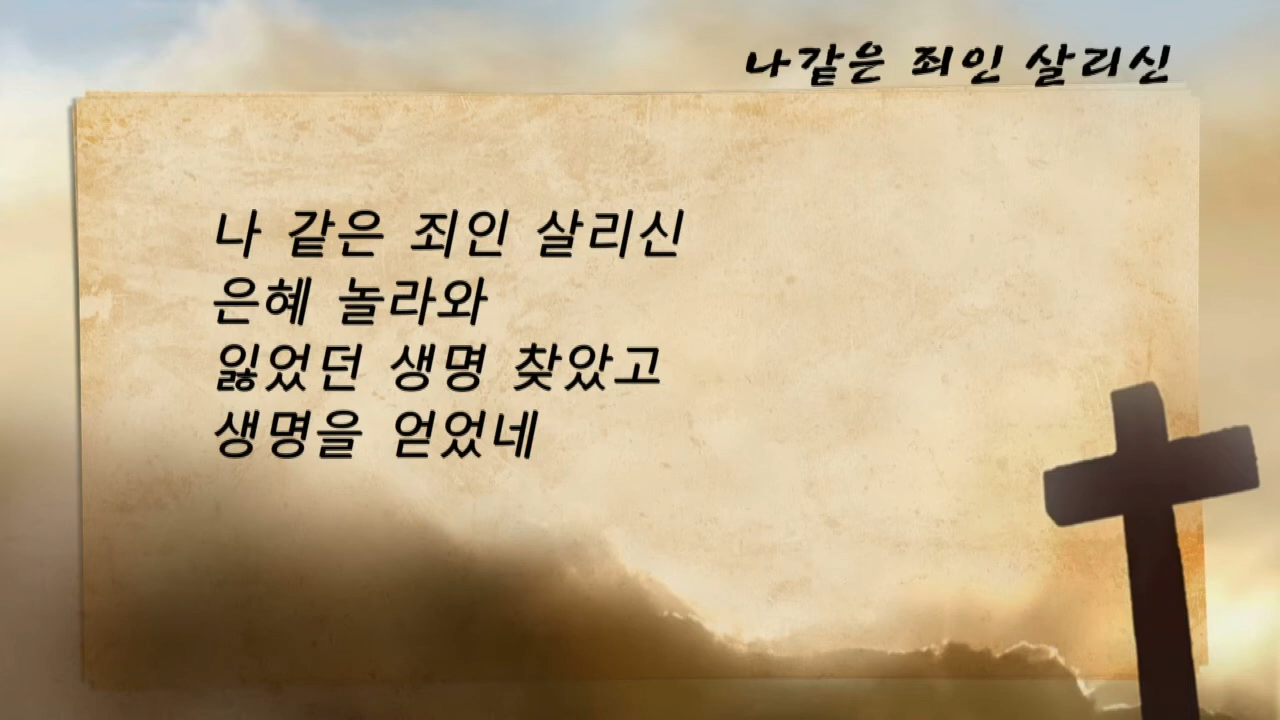 나같은 죄인 살리신
나 같은 죄인 살리신
은혜 놀라와
잃었던 생명 찾았고
생명을 얻었네